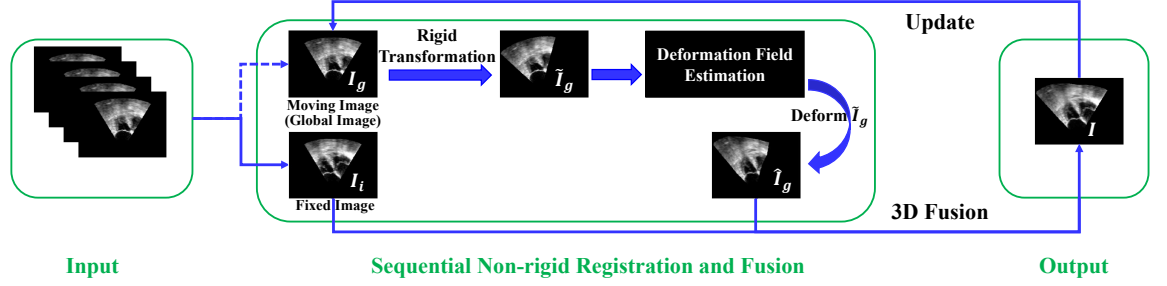 Update
Rigid
Transformation
I_g
Ĩ_g
Deformation Field
Estimation
Moving Image
(Global Image)
Deform Ĩ_g
I
I_i
Î_g
Fixed Image
3D Fusion
Input
Sequential Non-rigid Registration and Fusion
Output